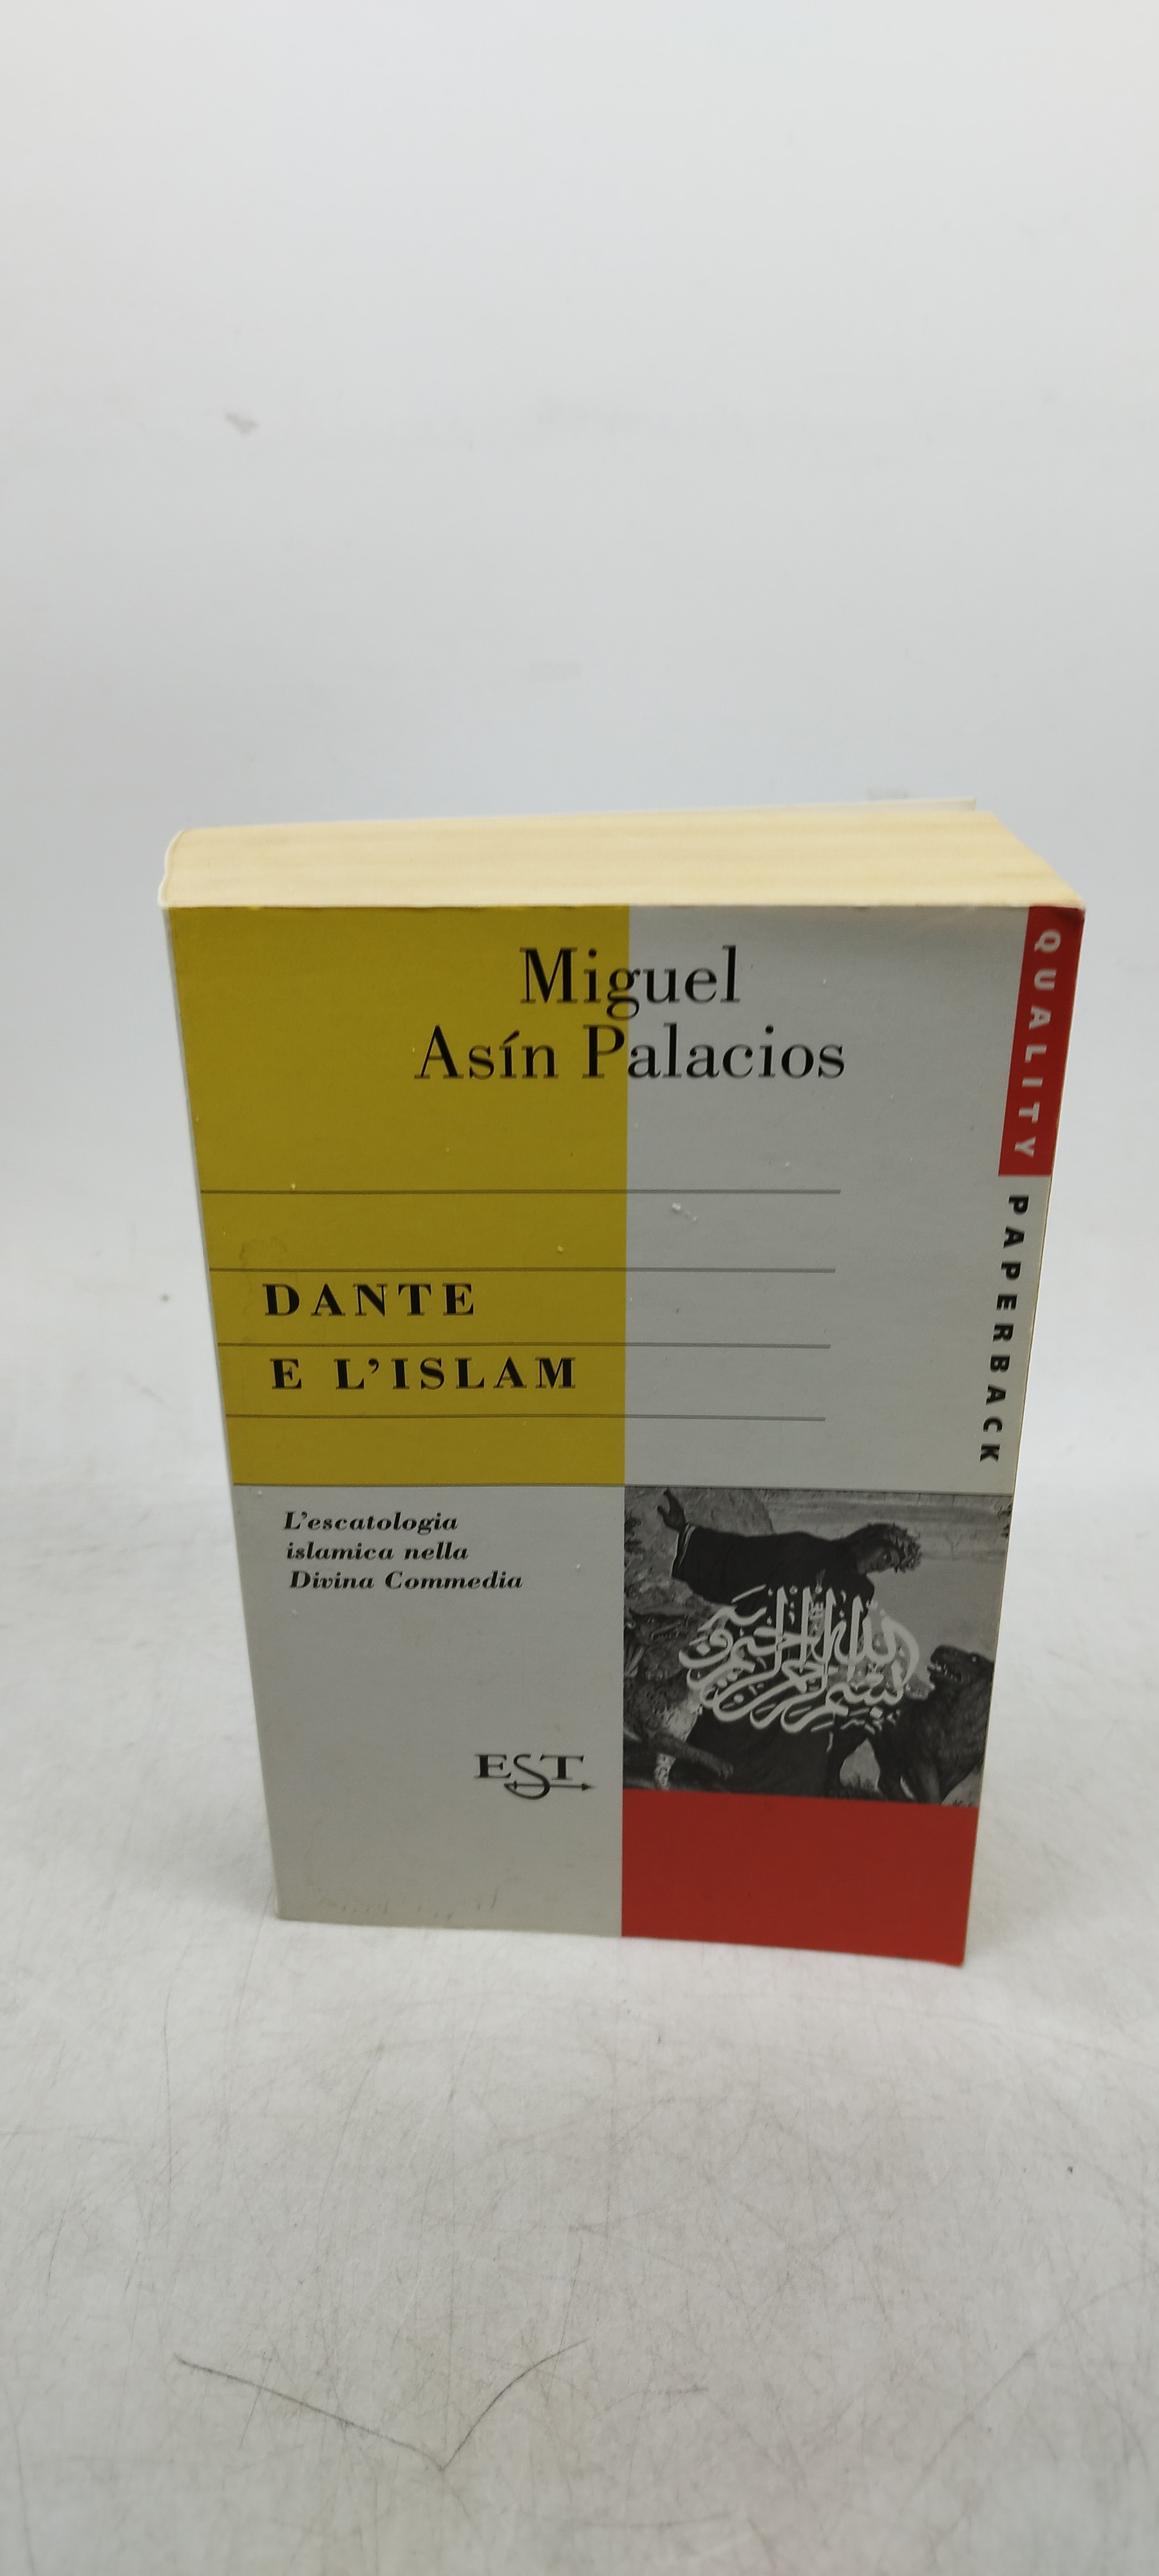 Miguel
Asín Palacios
DANTE
E L'ISLAM
L'escatologia
islamica nella
Divina Commedia
EST
QUALITY PAPERBACK